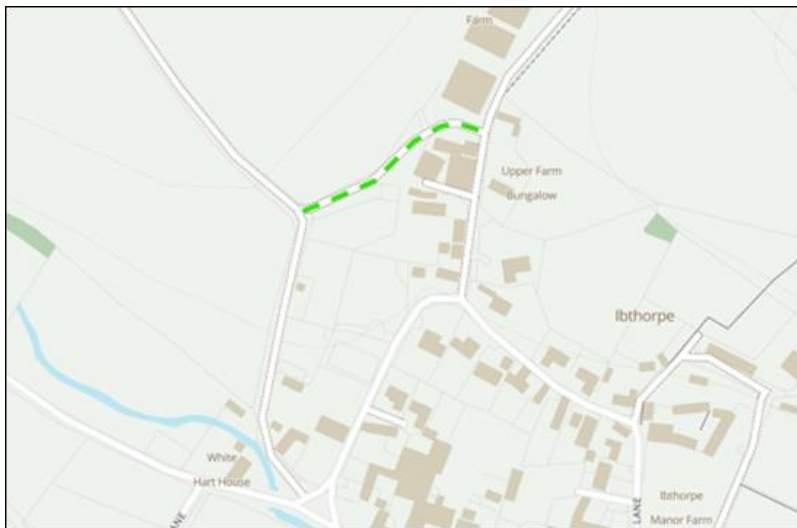 Farm
Upper Farm
Bungalow
Ibthorpe
White
Hart House
LANE
LANE
Ibthorpe
Manor Farm